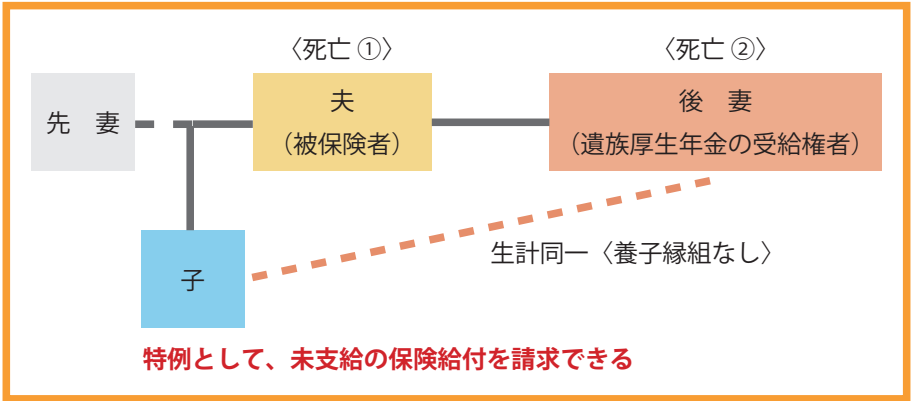 〈死亡 ①〉
〈死亡 ②〉
先　妻
夫
（被保険者）
後　妻
（遺族厚生年金の受給権者）
生計同一〈養子縁組なし〉
子
特例として、未支給の保険給付を請求できる